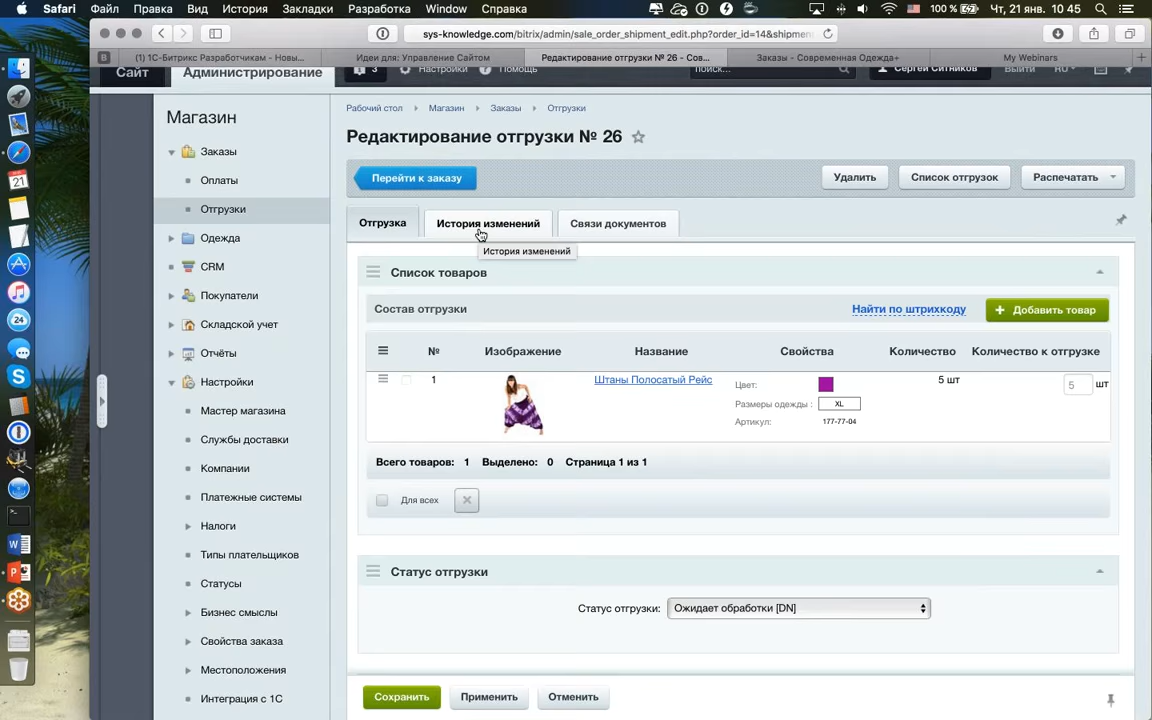 Safari Файл Правка Вид История Закладки Разработка Window Справка 100 % Чт, 21 янв. 10 45
sys-knowledge.com/bitrix/admin/sale_order_shipment_edit.php?order_id=14&shipmen
(1) 1С-Битрикс Разработчикам - Новы... Идеи для: Управление Сайтом Редактирование отгрузки № 26 - Сов... Заказы - Современная Одежда+ My Webinars
Сайт Администрирование 3 Настройки Помощь поиск... Сергей Ситников Выйти RU
Рабочий стол Магазин Заказы Отгрузки
Магазин
Редактирование отгрузки № 26
Перейти к заказу Удалить Список отгрузок Распечатать
Отгрузка История изменений Связи документов
История изменений
Заказы
Оплаты
Отгрузки
Одежда
CRM
Покупатели
Складской учет
Отчёты
Настройки
Мастер магазина
Службы доставки
Компании
Платежные системы
Налоги
Типы плательщиков
Статусы
Бизнес смыслы
Свойства заказа
Местоположения
Интеграция с 1С
Список товаров
Состав отгрузки Найти по штрихкоду + Добавить товар
№ Изображение Название Свойства Количество Количество к отгрузке
1 Штаны Полосатый Рейс Цвет: 5 шт 5 шт
Размеры одежды : XL
Артикул: 177-77-04
Всего товаров: 1 Выделено: 0 Страница 1 из 1
Для всех
Статус отгрузки
Статус отгрузки: Ожидает обработки [DN]
Сохранить Применить Отменить